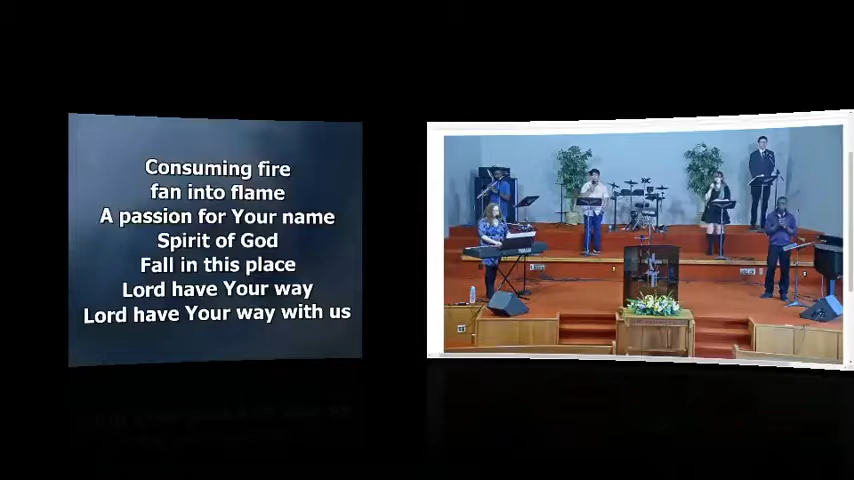 Consuming fire
fan into flame
A passion for Your name
Spirit of God
Fall in this place
Lord have Your way
Lord have Your way with us